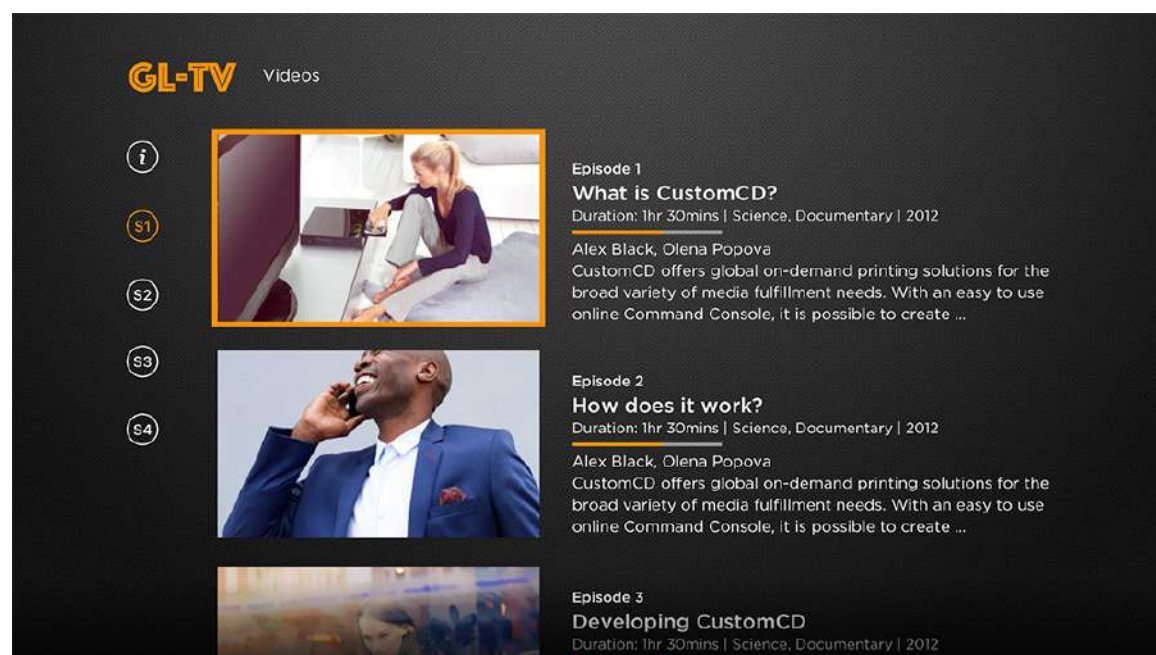 GL-TV Videos
i
S1
S2
S3
S4
Episode 1
What is CustomCD?
Duration: 1hr 30mins | Science, Documentary | 2012
Alex Black, Olena Popova
CustomCD offers global on-demand printing solutions for the
broad variety of media fulfillment needs. With an easy to use
online Command Console, it is possible to create ...
Episode 2
How does it work?
Duration: 1hr 30mins | Science, Documentary | 2012
Alex Black, Olena Popova
CustomCD offers global on-demand printing solutions for the
broad variety of media fulfillment needs. With an easy to use
online Command Console, it is possible to create ...
Episode 3
Developing CustomCD
Duration: 1hr 30mins | Science, Documentary | 2012